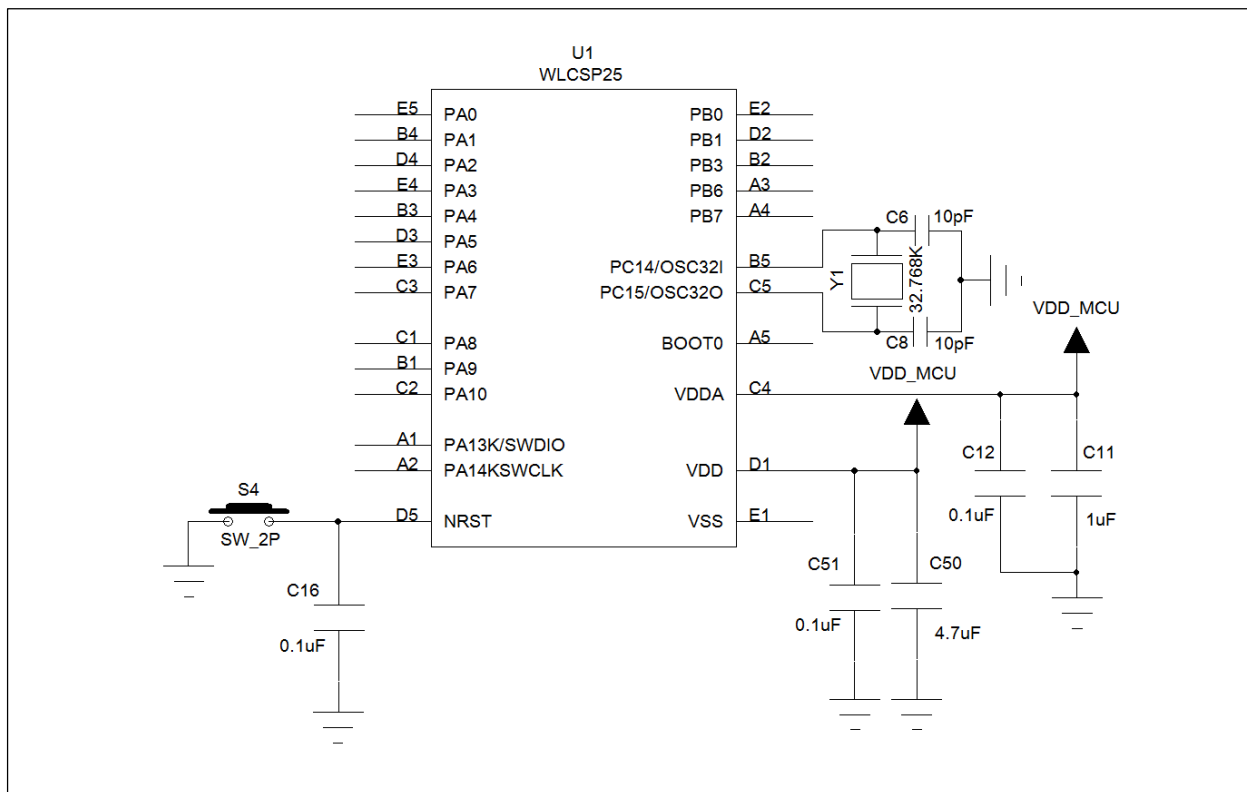 U1
WLCSP25
E5 PA0 PB0 E2
B4 PA1 PB1 D2
D4 PA2 PB3 B2
E4 PA3 PB6 A3
B3 PA4 PB7 A4
D3 PA5
E3 PA6 PC14/OSC32I B5
C3 PA7 PC15/OSC32O C5
C6 10pF
Y1
32.768K
C8 10pF
C1 PA8 BOOT0 A5
B1 PA9
C2 PA10 VDDA C4
VDD_MCU
VDD_MCU
A1 PA13K/SWDIO
A2 PA14KSWCLK VDD D1
D5 NRST VSS E1
S4
SW_2P
C16
0.1uF
C12
0.1uF
C11
1uF
C51
0.1uF
C50
4.7uF